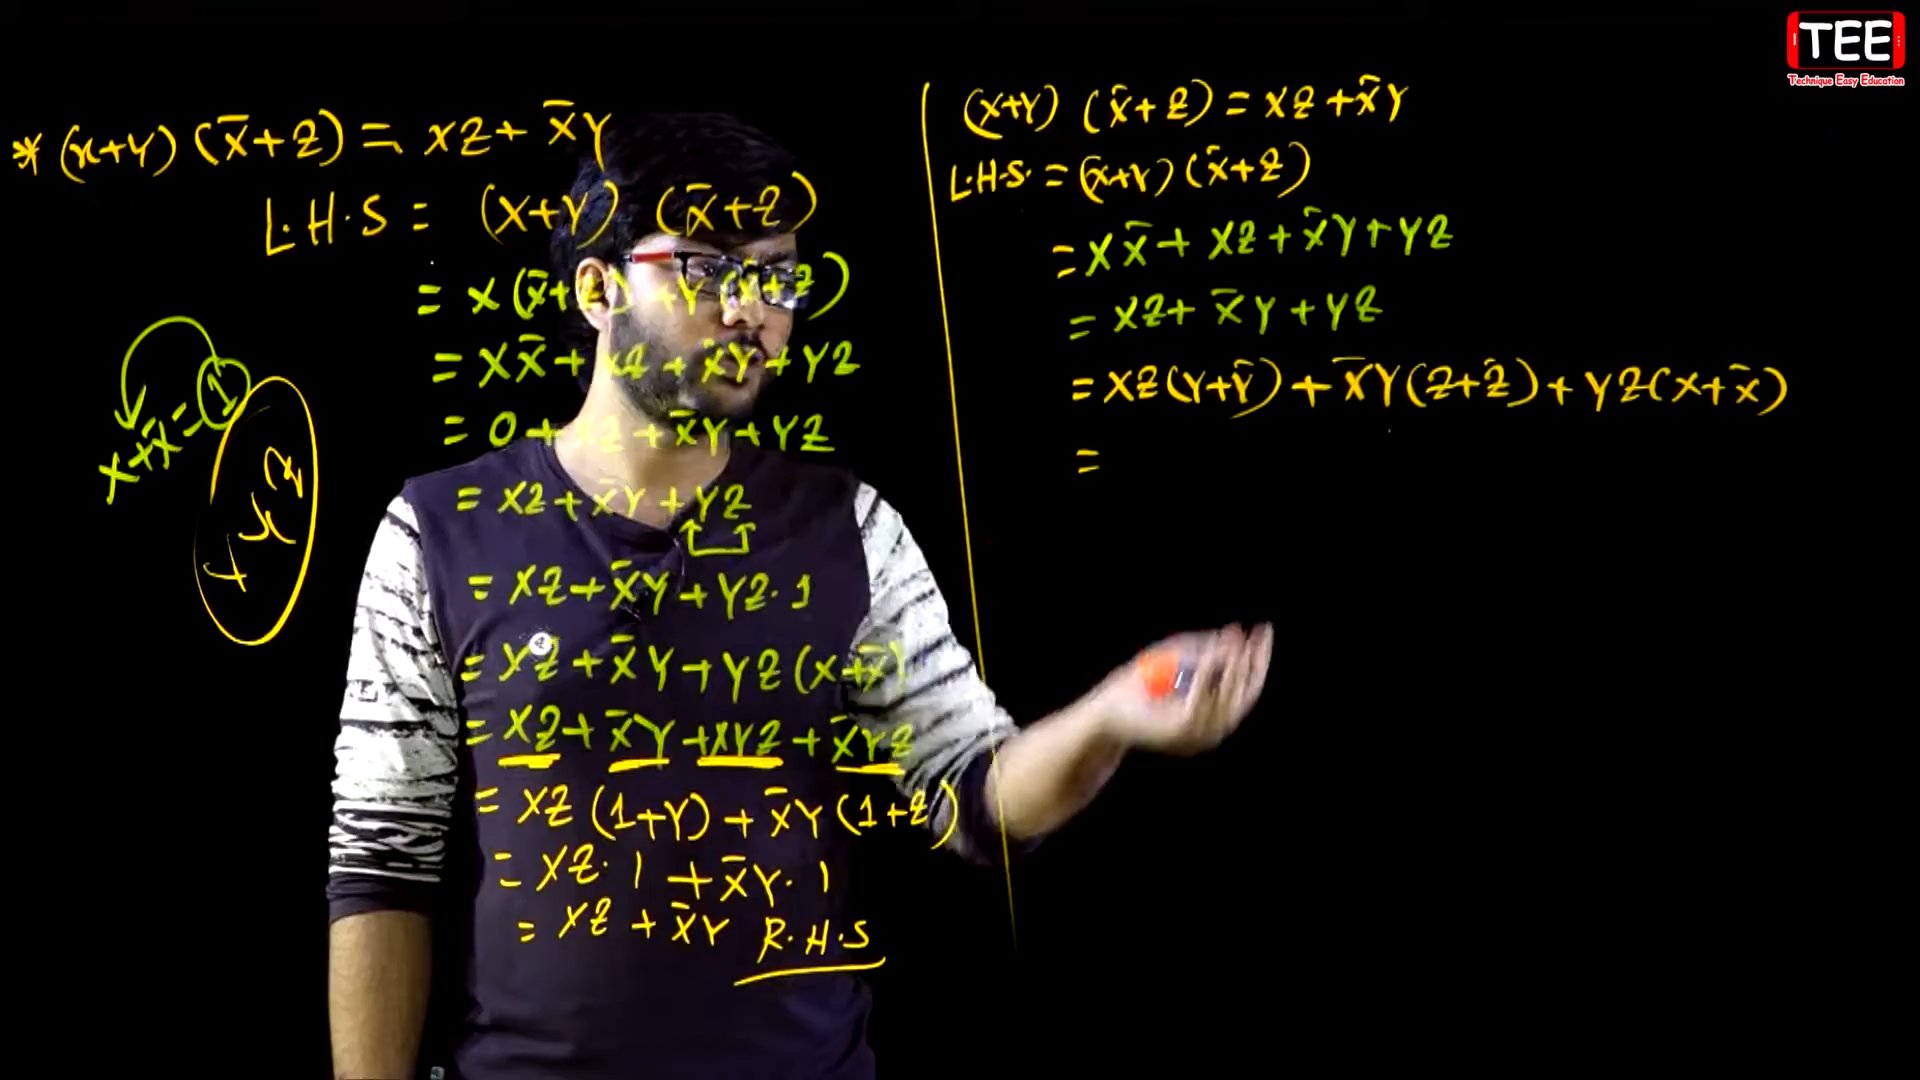 TEE
Technique Easy Education
* (x+y) (x̄+z) = xz + x̄y
L.H.S = (x+y) (x̄+z)
= x(x̄+z) + y(x̄+z)
= xx̄ + xz + x̄y + yz
= 0 + xz + x̄y + yz
= xz + x̄y + yz
= xz + x̄y + yz.1
= xz + x̄y + yz(x+x̄)
= xz + x̄y + xyz + x̄yz
= xz(1+y) + x̄y(1+z)
= xz.1 + x̄y.1
= xz + x̄y R.H.S
x+x̄=1
(x+y) (x̄+z) = xz + x̄y
L.H.S. = (x+y) (x̄+z)
= xx̄ + xz + x̄y + yz
= xz + x̄y + yz
= xz(y+ȳ) + x̄y(z+z̄) + yz(x+x̄)
=